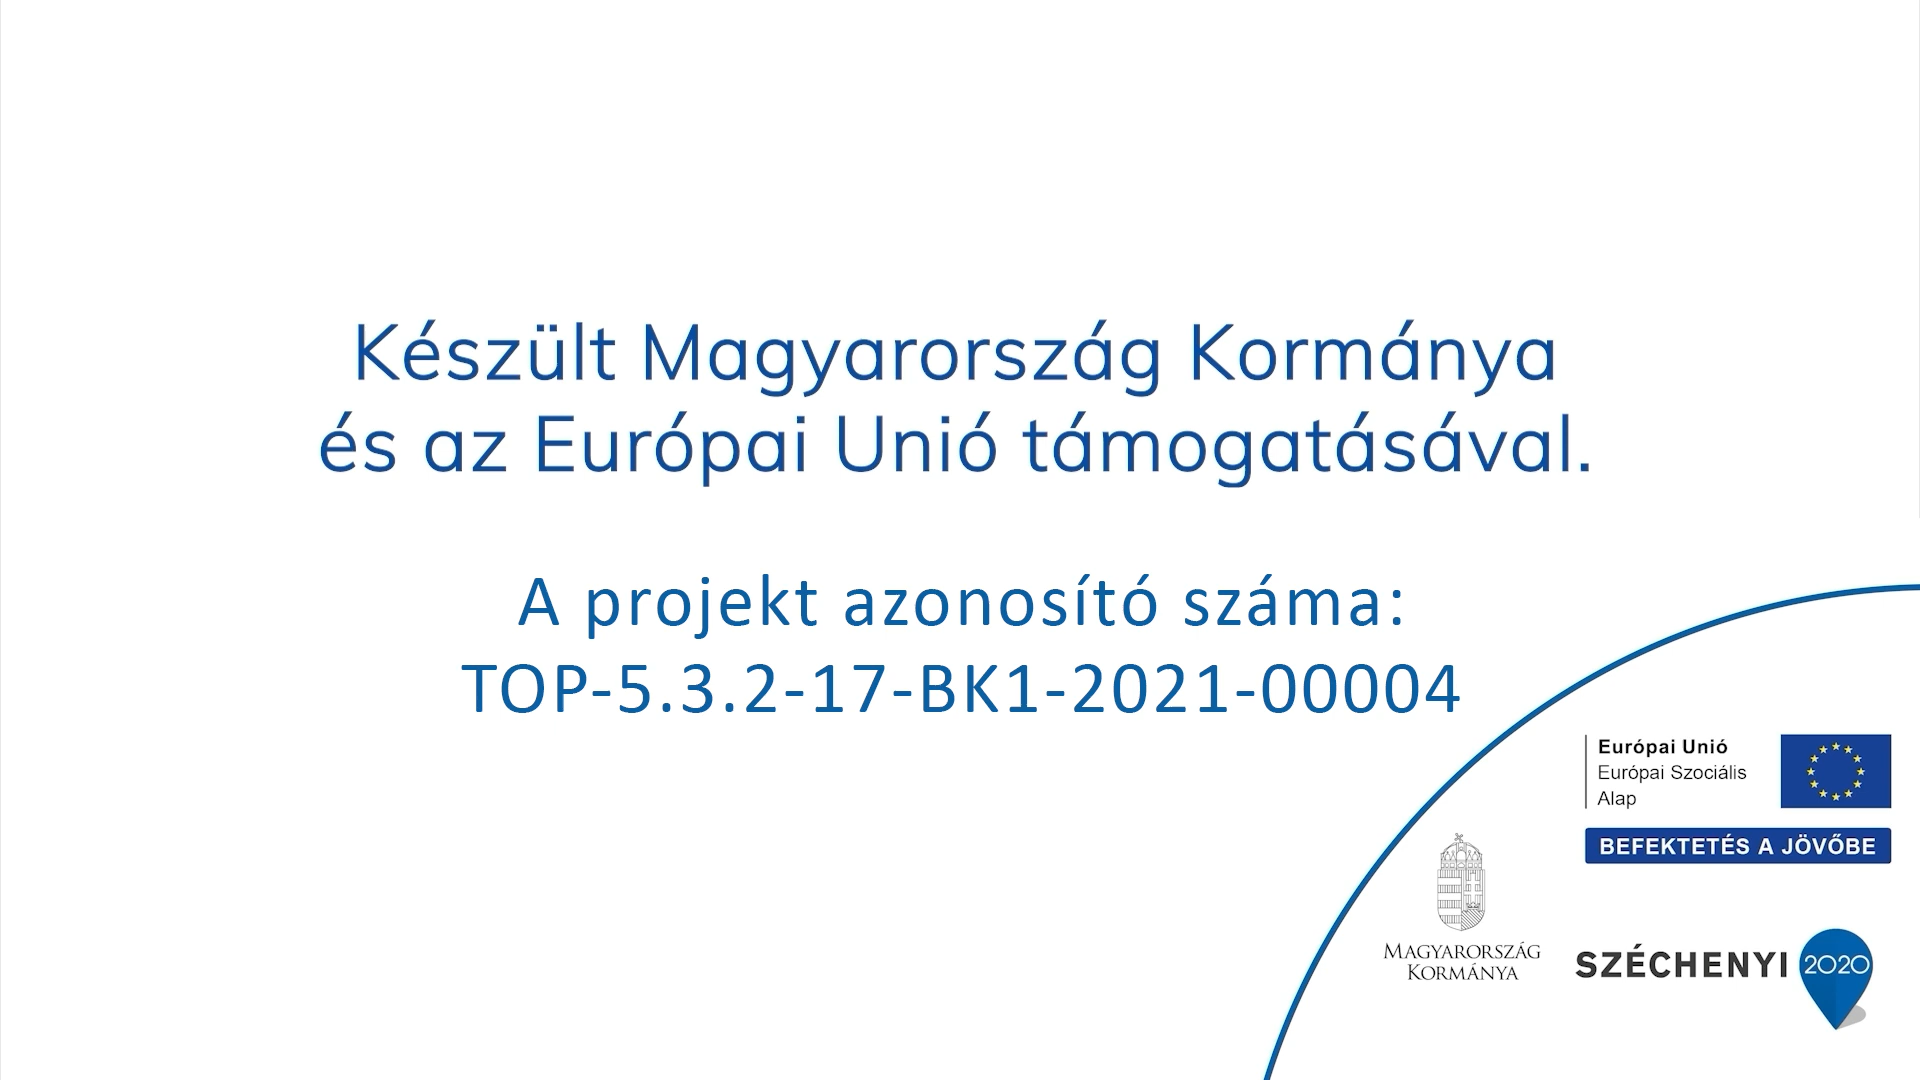 Készült Magyarország Kormánya
és az Európai Unió támogatásával.
A projekt azonosító száma:
TOP-5.3.2-17-BK1-2021-00004
Európai Unió
Európai Szociális
Alap
BEFEKTETÉS A JÖVŐBE
MAGYARORSZÁG
KORMÁNYA
SZÉCHENYI 2020